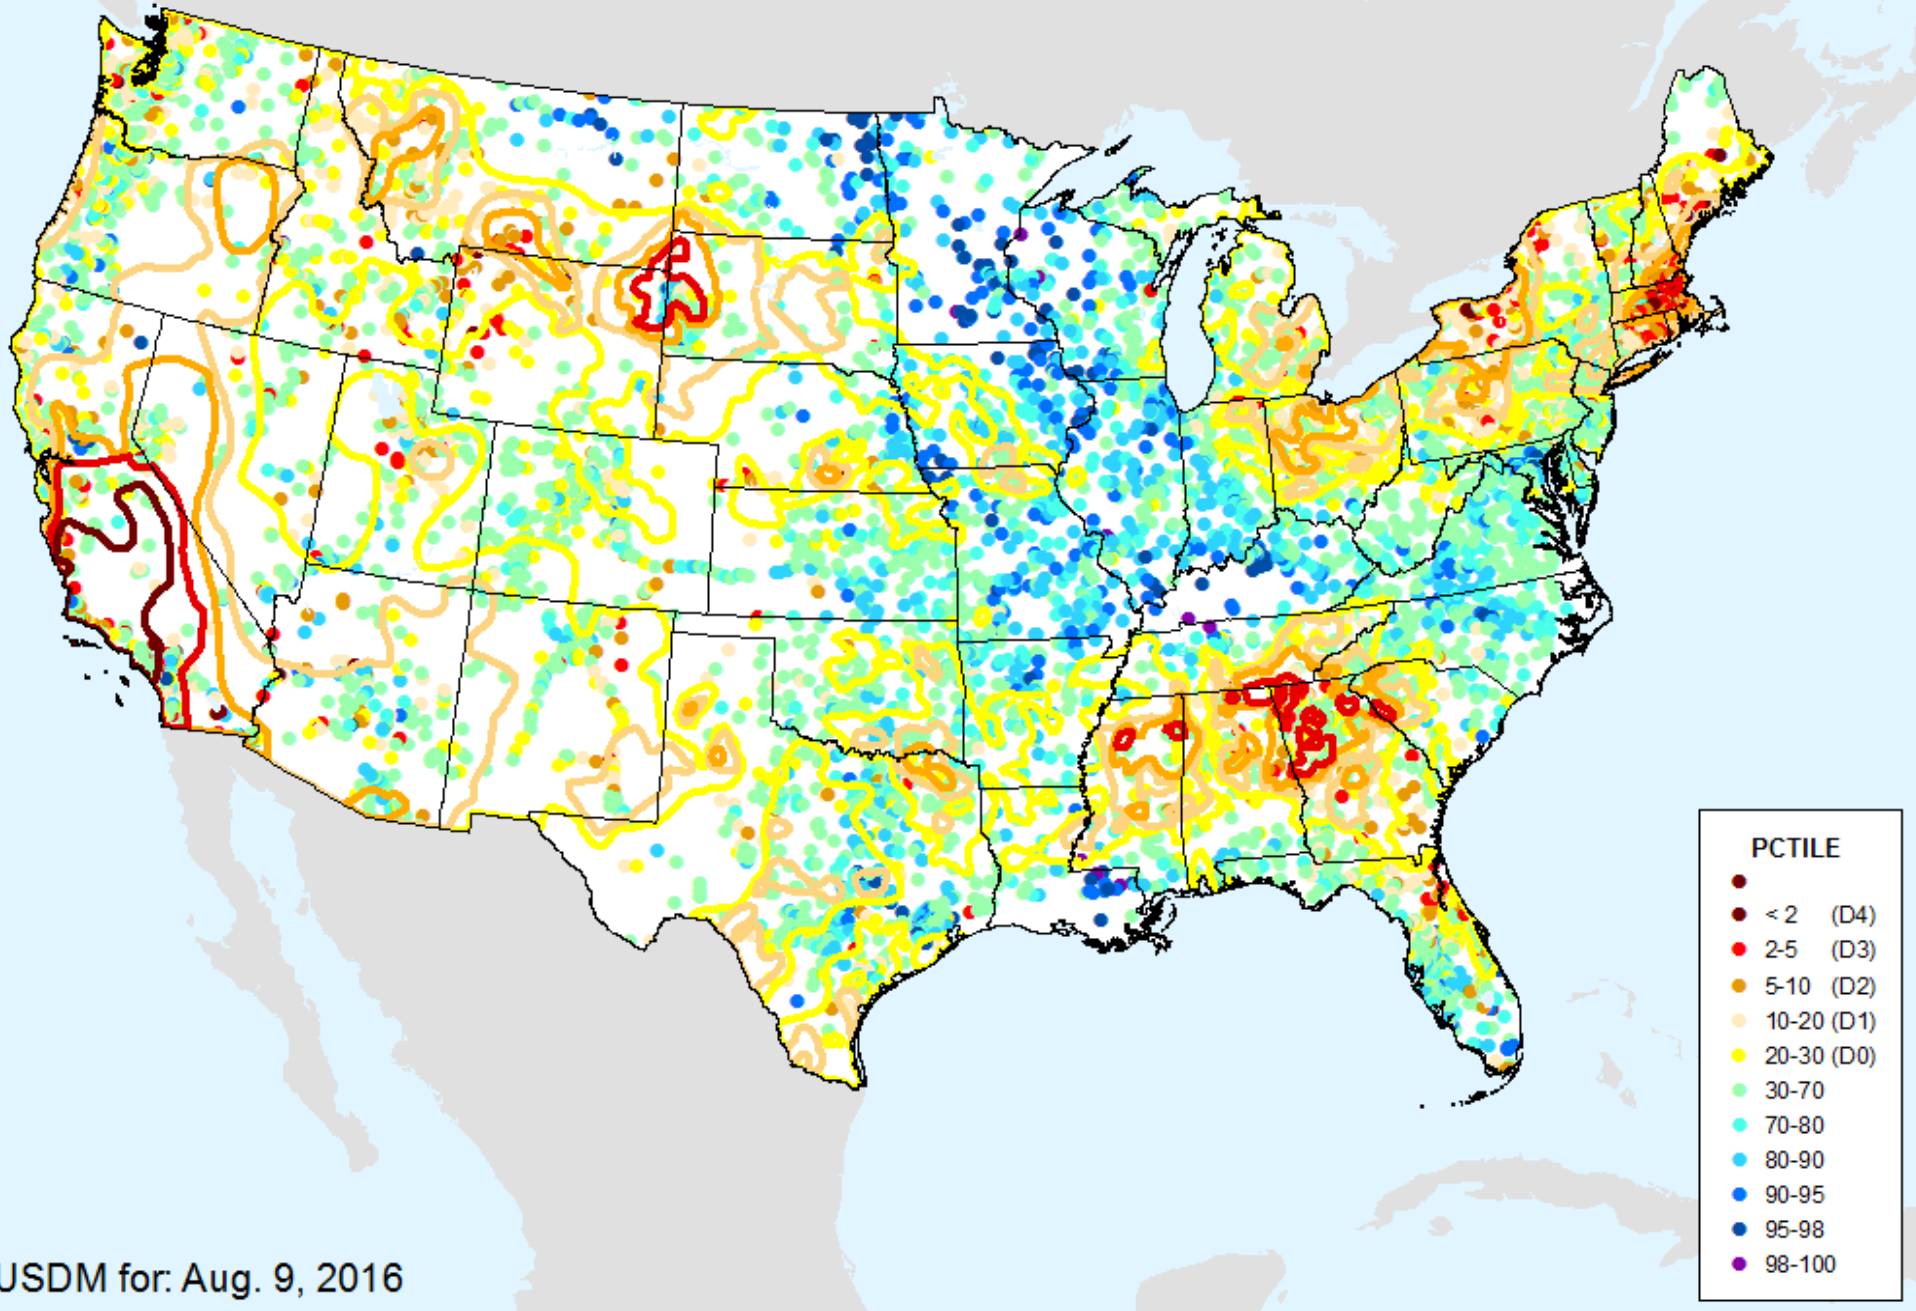 PCTILE
< 2 (D4)
2-5 (D3)
5-10 (D2)
10-20 (D1)
20-30 (D0)
30-70
70-80
80-90
90-95
95-98
98-100
USDM for: Aug. 9, 2016